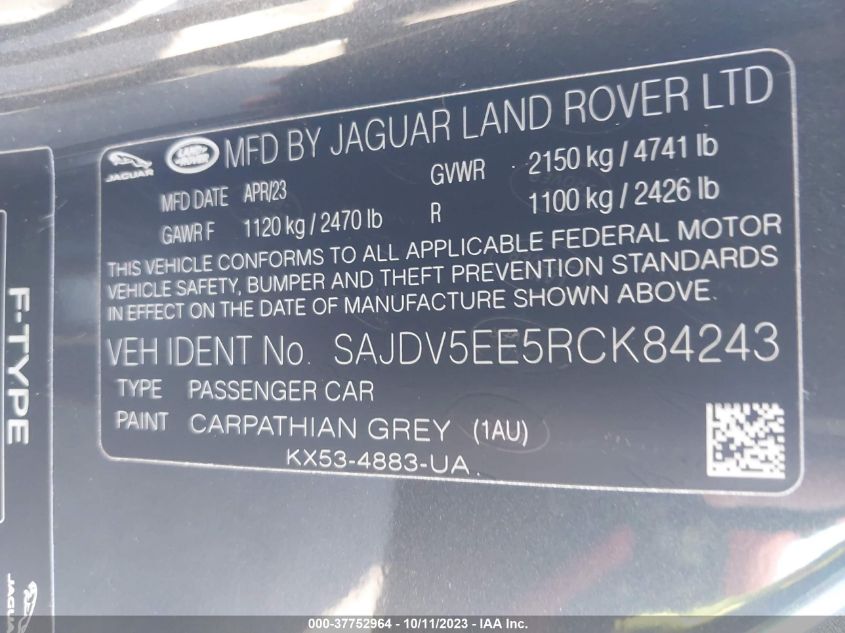 JAGUAR LAND-ROVER MFD BY JAGUAR LAND ROVER LTD
MFD DATE APR/23 GVWR 2150 kg / 4741 lb
GAWR F 1120 kg / 2470 lb R 1100 kg / 2426 lb
THIS VEHICLE CONFORMS TO ALL APPLICABLE FEDERAL MOTOR
VEHICLE SAFETY, BUMPER AND THEFT PREVENTION STANDARDS
IN EFFECT ON THE DATE OF MANUFACTURE SHOWN ABOVE.
VEH IDENT No. SAJDV5EE5RCK84243
TYPE PASSENGER CAR
PAINT CARPATHIAN GREY (1AU)
KX53-4883-UA
F-TYPE
000-37752964 - 10/11/2023 - IAA Inc.